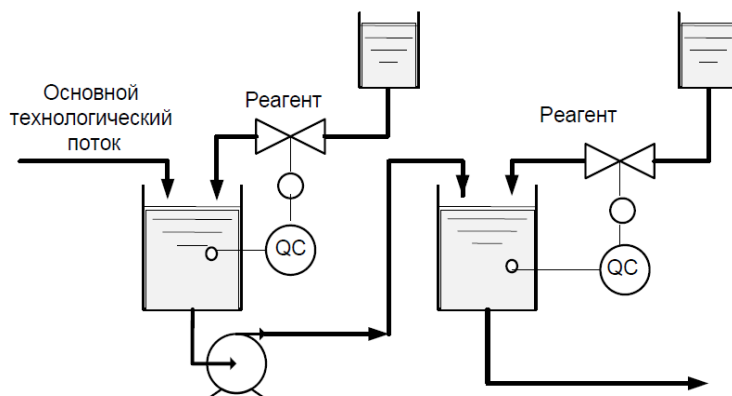 Основной
технологический
поток
Реагент
Реагент
QC
QC